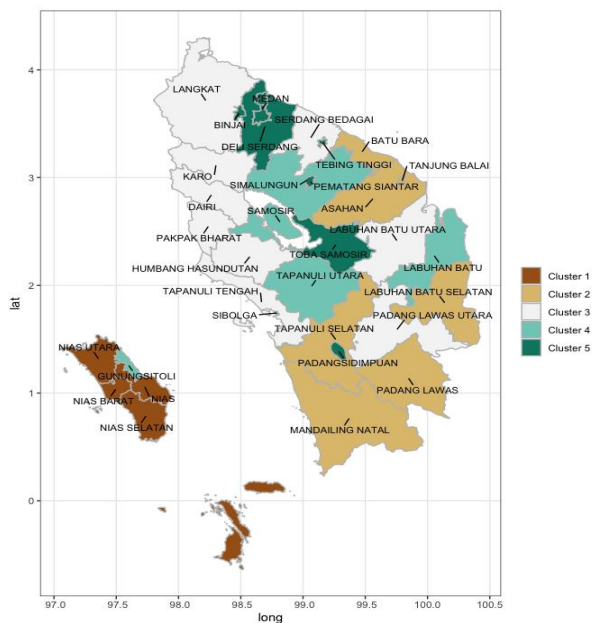 LANGKAT
MEDAN
BINJAI
SERDANG BEDAGAI
DELI SERDANG
BATU BARA
TEBING TINGGI
TANJUNG BALAI
KARO
SIMALUNGUN
PEMATANG SIANTAR
DAIRI
SAMOSIR
ASAHAN
PAKPAK BHARAT
LABUHAN BATU UTARA
TOBA SAMOSIR
HUMBANG HASUNDUTAN
LABUHAN BATU
TAPANULI UTARA
TAPANULI TENGAH
LABUHAN BATU SELATAN
SIBOLGA
PADANG LAWAS UTARA
TAPANULI SELATAN
NIAS UTARA
PADANGSIDIMPUAN
GUNUNGSITOLI
PADANG LAWAS
NIAS BARAT
NIAS
NIAS SELATAN
MANDAILING NATAL
Cluster 1
Cluster 2
Cluster 3
Cluster 4
Cluster 5
lat
4
3
2
1
0
97.0 97.5 98.0 98.5 99.0 99.5 100.0 100.5
long